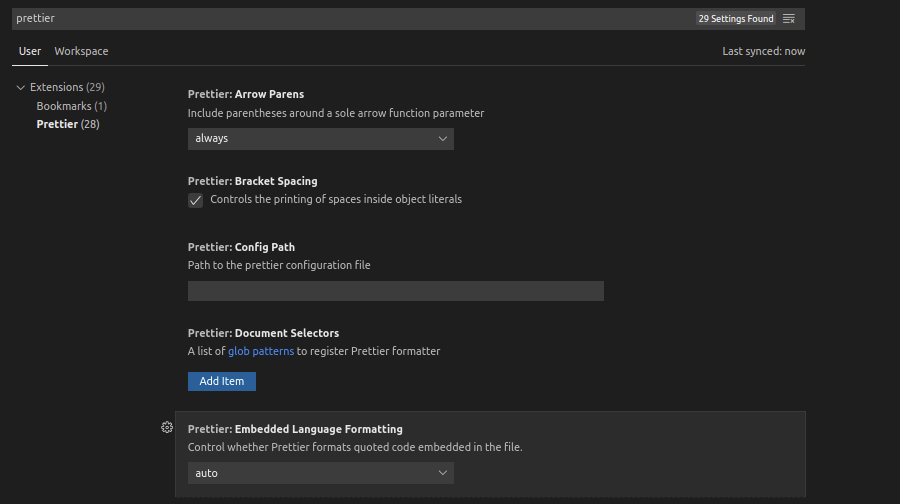 prettier
29 Settings Found
User Workspace
Last synced: now
Extensions (29)
Bookmarks (1)
Prettier (28)
Prettier: Arrow Parens
Include parentheses around a sole arrow function parameter
always
Prettier: Bracket Spacing
Controls the printing of spaces inside object literals
Prettier: Config Path
Path to the prettier configuration file
Prettier: Document Selectors
A list of glob patterns to register Prettier formatter
Add Item
Prettier: Embedded Language Formatting
Control whether Prettier formats quoted code embedded in the file.
auto